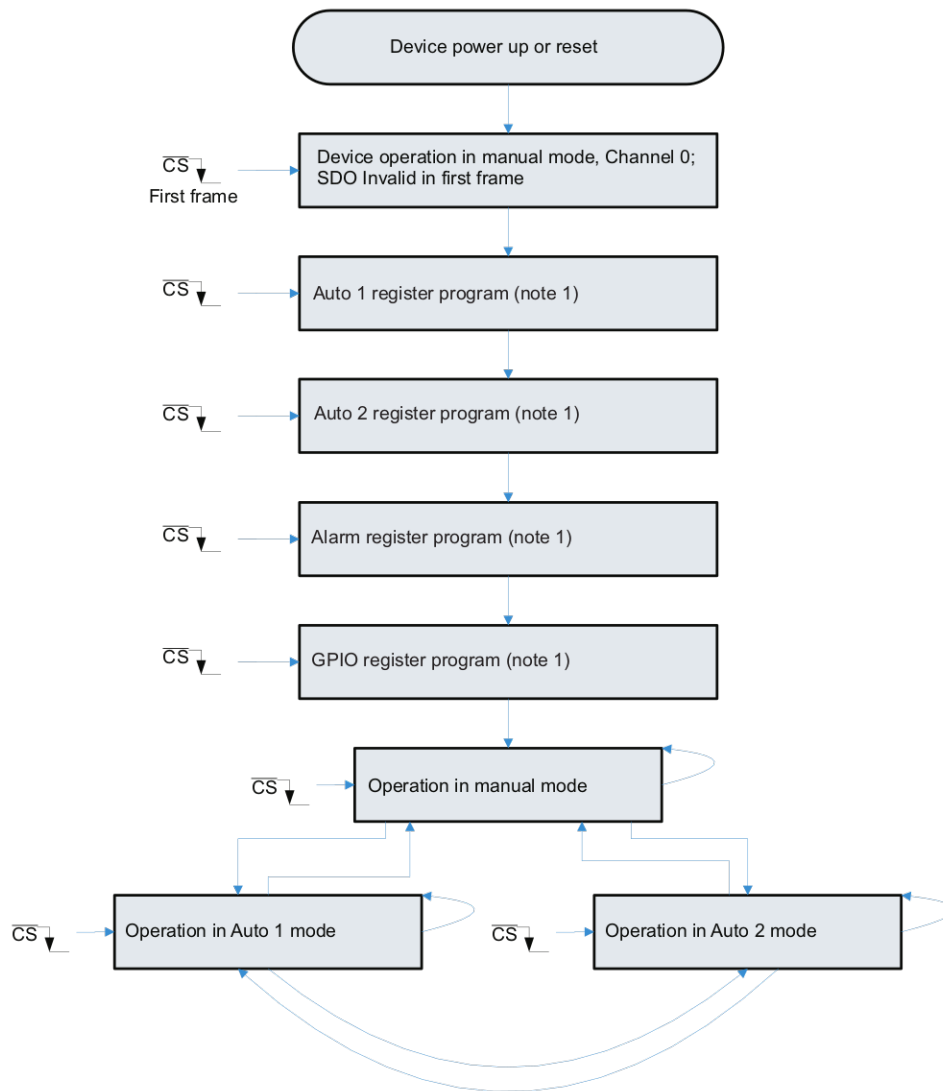 Device power up or reset
Device operation in manual mode, Channel 0;
SDO Invalid in first frame
CS
First frame
Auto 1 register program (note 1)
CS
Auto 2 register program (note 1)
CS
Alarm register program (note 1)
CS
GPIO register program (note 1)
CS
Operation in manual mode
CS
Operation in Auto 1 mode
CS
Operation in Auto 2 mode
CS